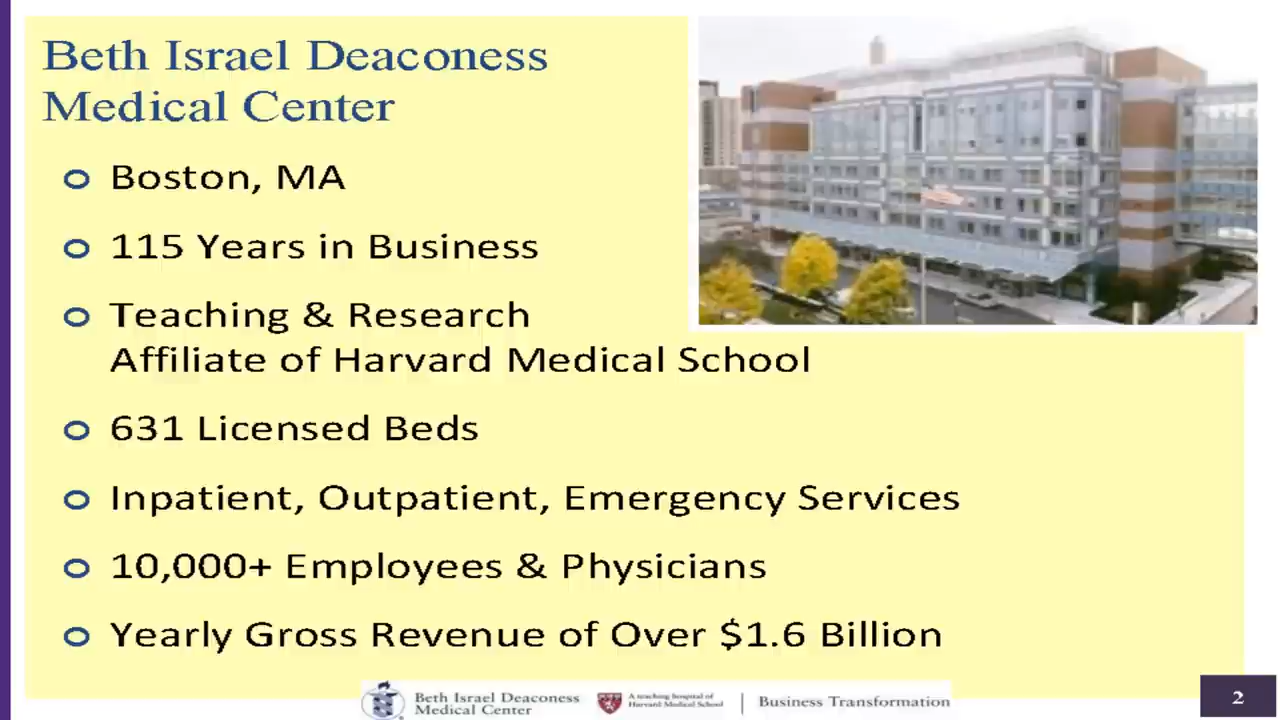 Beth Israel Deaconess
Medical Center
Boston, MA
115 Years in Business
Teaching & Research
Affiliate of Harvard Medical School
631 Licensed Beds
Inpatient, Outpatient, Emergency Services
10,000+ Employees & Physicians
Yearly Gross Revenue of Over $1.6 Billion
Beth Israel Deaconess
Medical Center
A teaching hospital of
Harvard Medical School
Business Transformation
2